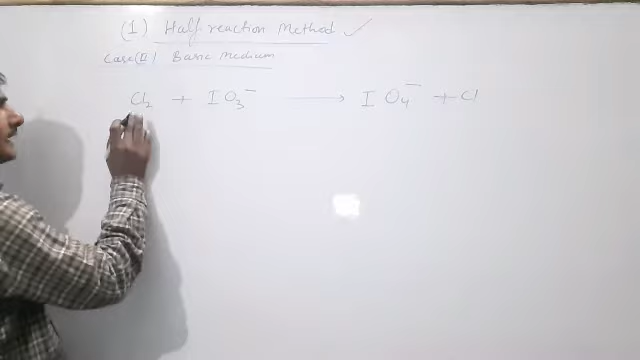 (1) Half-reaction Method ✓
Case(II) Basic Medium
Cl₂ + IO₃⁻ → IO₄⁻ + Cl